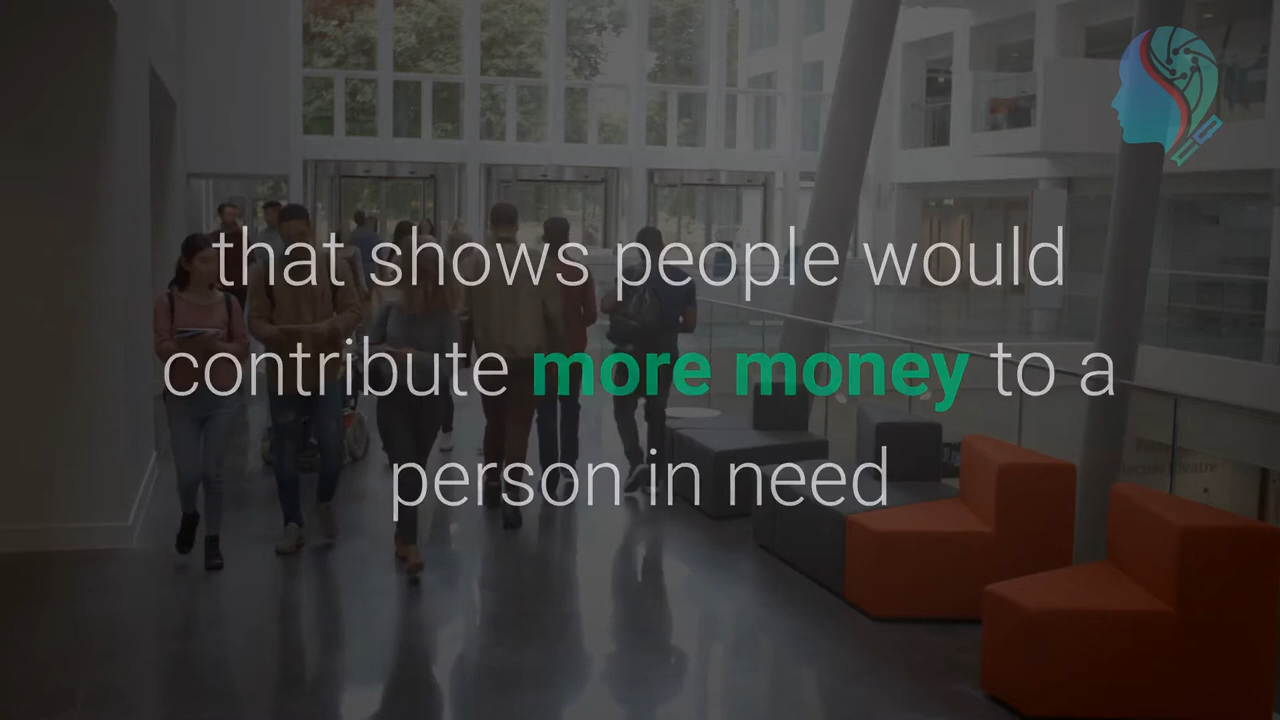 that shows people would
contribute more money to a
person in need